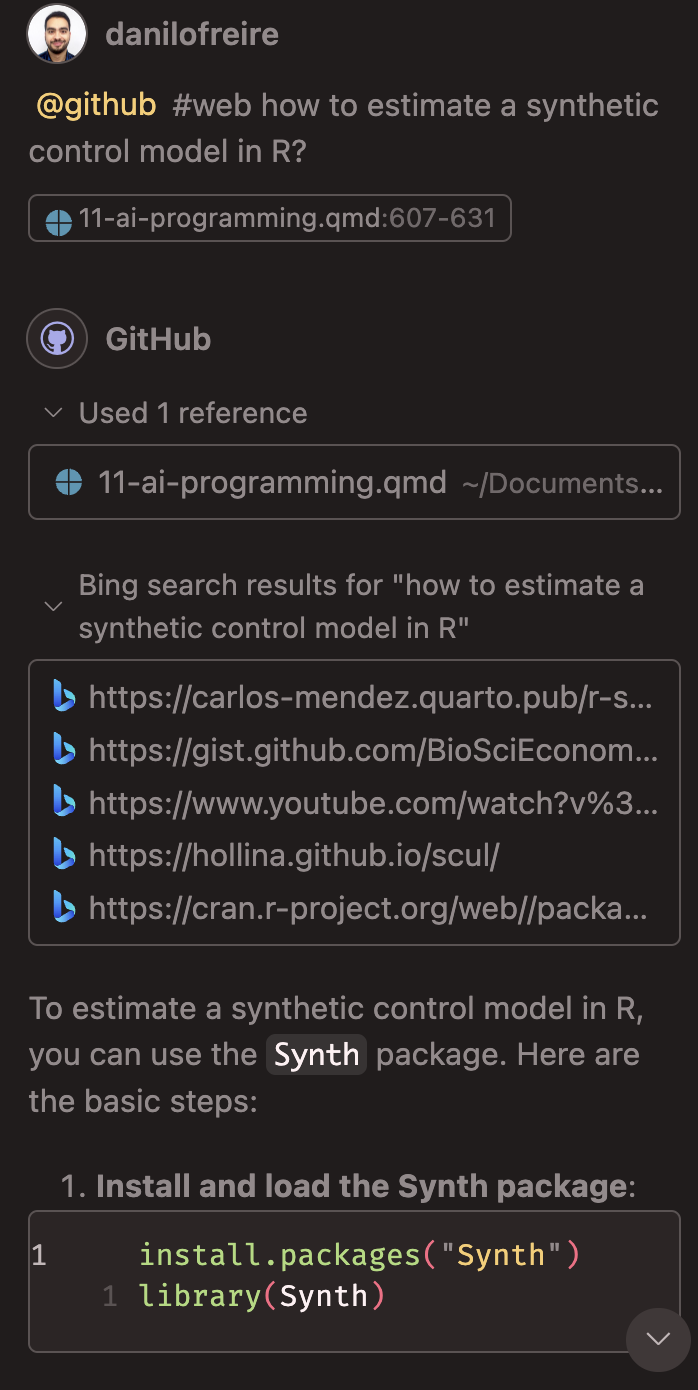 danilofreire
@github #web how to estimate a synthetic
control model in R?
11-ai-programming.qmd:607-631
GitHub
Used 1 reference
11-ai-programming.qmd ~/Documents...
Bing search results for "how to estimate a
synthetic control model in R"
https://carlos-mendez.quarto.pub/r-s...
https://gist.github.com/BioSciEconom...
https://www.youtube.com/watch?v%3...
https://hollina.github.io/scul/
https://cran.r-project.org/web//packa...
To estimate a synthetic control model in R,
you can use the Synth package. Here are
the basic steps:
1. Install and load the Synth package:
1 install.packages("Synth")
1 library(Synth)